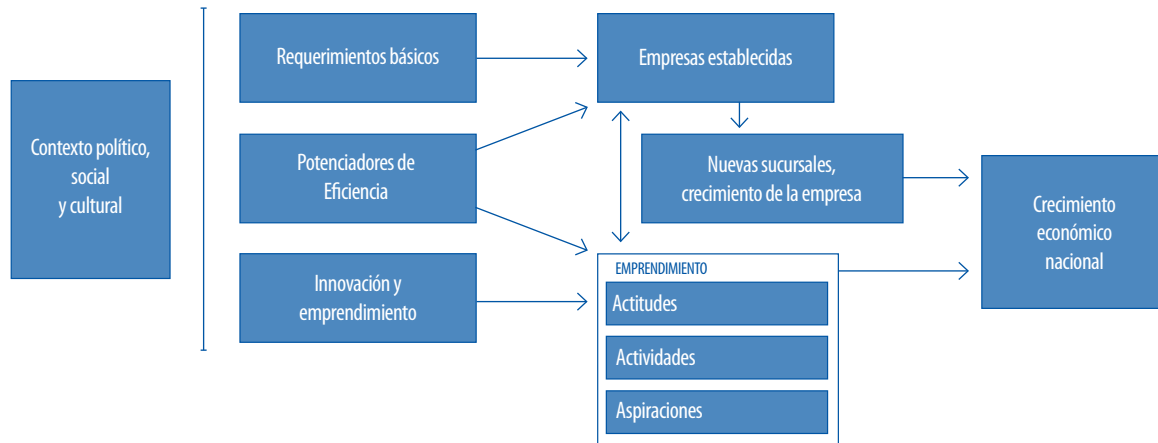 Contexto político,
social
y cultural
Requerimientos básicos
Potenciadores de
Eficiencia
Innovación y
emprendimiento
Empresas establecidas
Nuevas sucursales,
crecimiento de la empresa
EMPRENDIMIENTO
Actitudes
Actividades
Aspiraciones
Crecimiento
económico
nacional